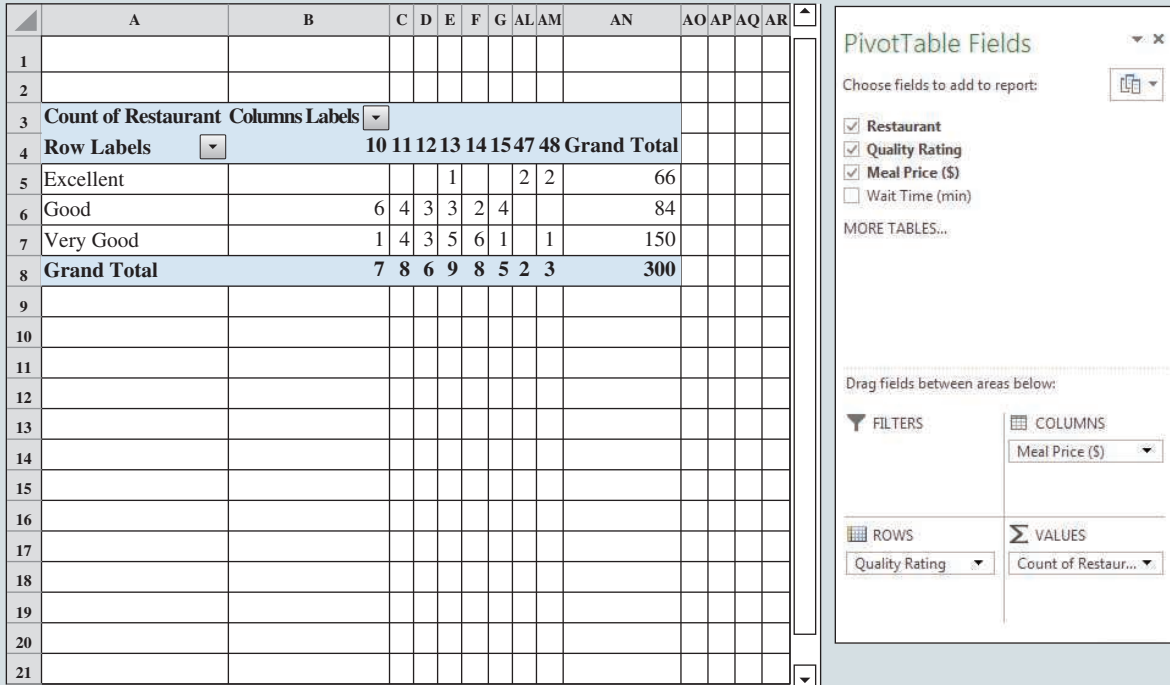 A B C D E F G AL AM AN AO AP AQ AR
1
2
3 Count of Restaurant Columns Labels
4 Row Labels 10 11 12 13 14 15 47 48 Grand Total
5 Excellent 1 2 2 66
6 Good 6 4 3 3 2 4 84
7 Very Good 1 4 3 5 6 1 1 150
8 Grand Total 7 8 6 9 8 5 2 3 300
9
10
11
12
13
14
15
16
17
18
19
20
21
PivotTable Fields
Choose fields to add to report:
Restaurant
Quality Rating
Meal Price ($)
Wait Time (min)
MORE TABLES...
Drag fields between areas below:
FILTERS
COLUMNS
Meal Price ($)
ROWS
Quality Rating
VALUES
Count of Restaur...